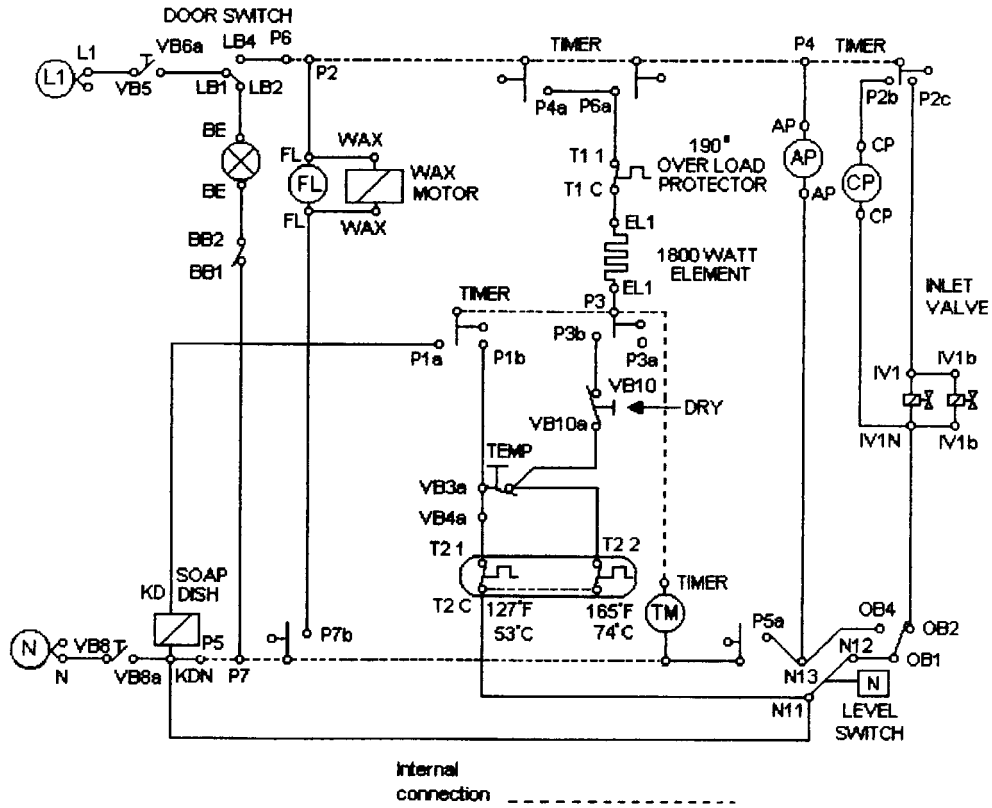 DOOR SWITCH
L1
L1
VB6a
VB5
LB4
P6
LB1
LB2
P2
TIMER
P4a
P6a
P4
TIMER
P2b
P2c
BE
BE
BB2
BB1
FL
WAX
FL
WAX
MOTOR
FL
WAX
T1 1
T1 C
190°
OVER LOAD
PROTECTOR
AP
AP
AP
CP
CP
CP
EL1
1800 WATT
ELEMENT
EL1
INLET
VALVE
TIMER
P3
P1a
P1b
P3b
P3a
VB10
DRY
VB10a
IV1
IV1b
IV1N
IV1b
TEMP
VB3a
VB4a
T2 1
T2 2
T2 C
127°F
53°C
165°F
74°C
TIMER
TM
KD
SOAP
DISH
P5
KDN
P7
P7b
N
VB8
N
VB8a
P5a
OB4
OB2
N12
OB1
N13
N
N11
LEVEL
SWITCH
Internal
connection